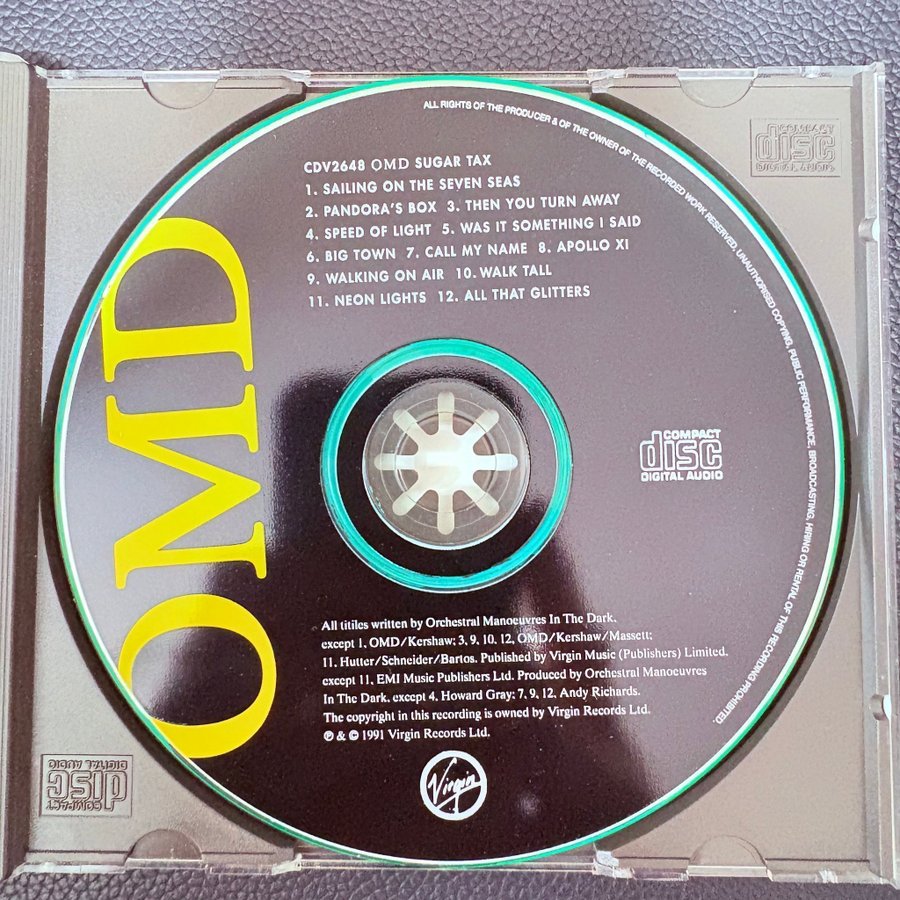 ALL RIGHTS OF THE PRODUCER & OF THE OWNER OF THE RECORDED WORK RESERVED, UNAUTHORISED COPYING, PUBLIC PERFORMANCE, BROADCASTING, HIRING OR RENTAL OF THIS RECORDING PROHIBITED.
COMPACT
disc
DIGITAL AUDIO
CDV2648 OMD SUGAR TAX
1. SAILING ON THE SEVEN SEAS
2. PANDORA'S BOX 3. THEN YOU TURN AWAY
4. SPEED OF LIGHT 5. WAS IT SOMETHING I SAID
6. BIG TOWN 7. CALL MY NAME 8. APOLLO XI
9. WALKING ON AIR 10. WALK TALL
11. NEON LIGHTS 12. ALL THAT GLITTERS
OMD
COMPACT
disc
DIGITAL AUDIO
All titiles written by Orchestral Manoeuvres In The Dark.
except 1. OMD/Kershaw; 3, 9, 10, 12, OMD/Kershaw/Massett;
11. Hutter/Schneider/Bartos. Published by Virgin Music (Publishers) Limited.
except 11. EMI Music Publishers Ltd. Produced by Orchestral Manoeuvres
In The Dark. except 4. Howard Gray; 7, 9, 12, Andy Richards.
The copyright in this recording is owned by Virgin Records Ltd.
℗ & © 1991 Virgin Records Ltd.
Virgin
COMPACT
disc
DIGITAL AUDIO